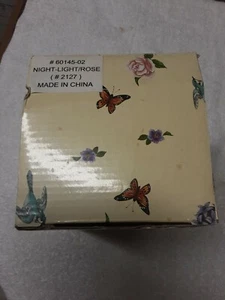 # 60145-02
NIGHT-LIGHT/ROSE
( # 2127 )
MADE IN CHINA